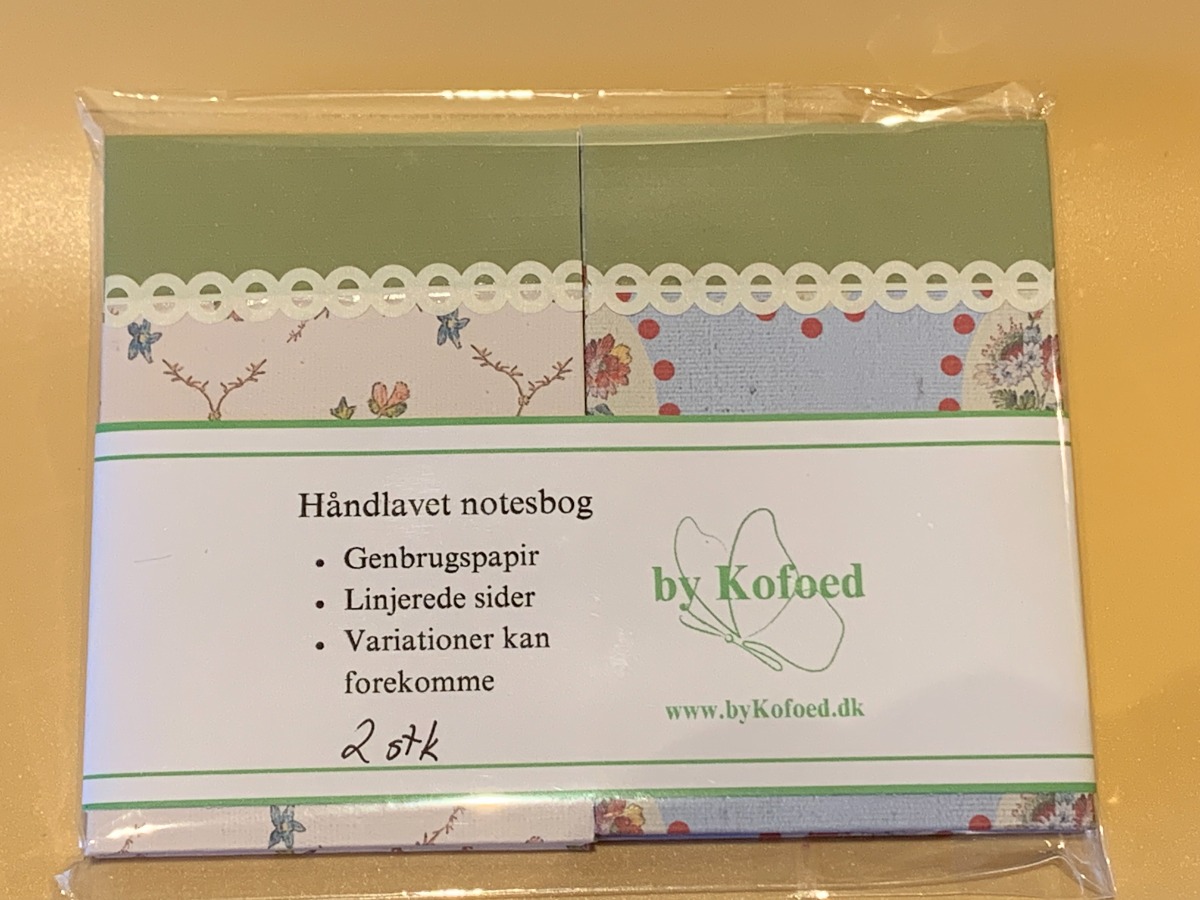 Håndlavet notesbog
• Genbrugspapir
• Linjerede sider
• Variationer kan
forekomme
2 stk
by Kofoed
www.byKofoed.dk